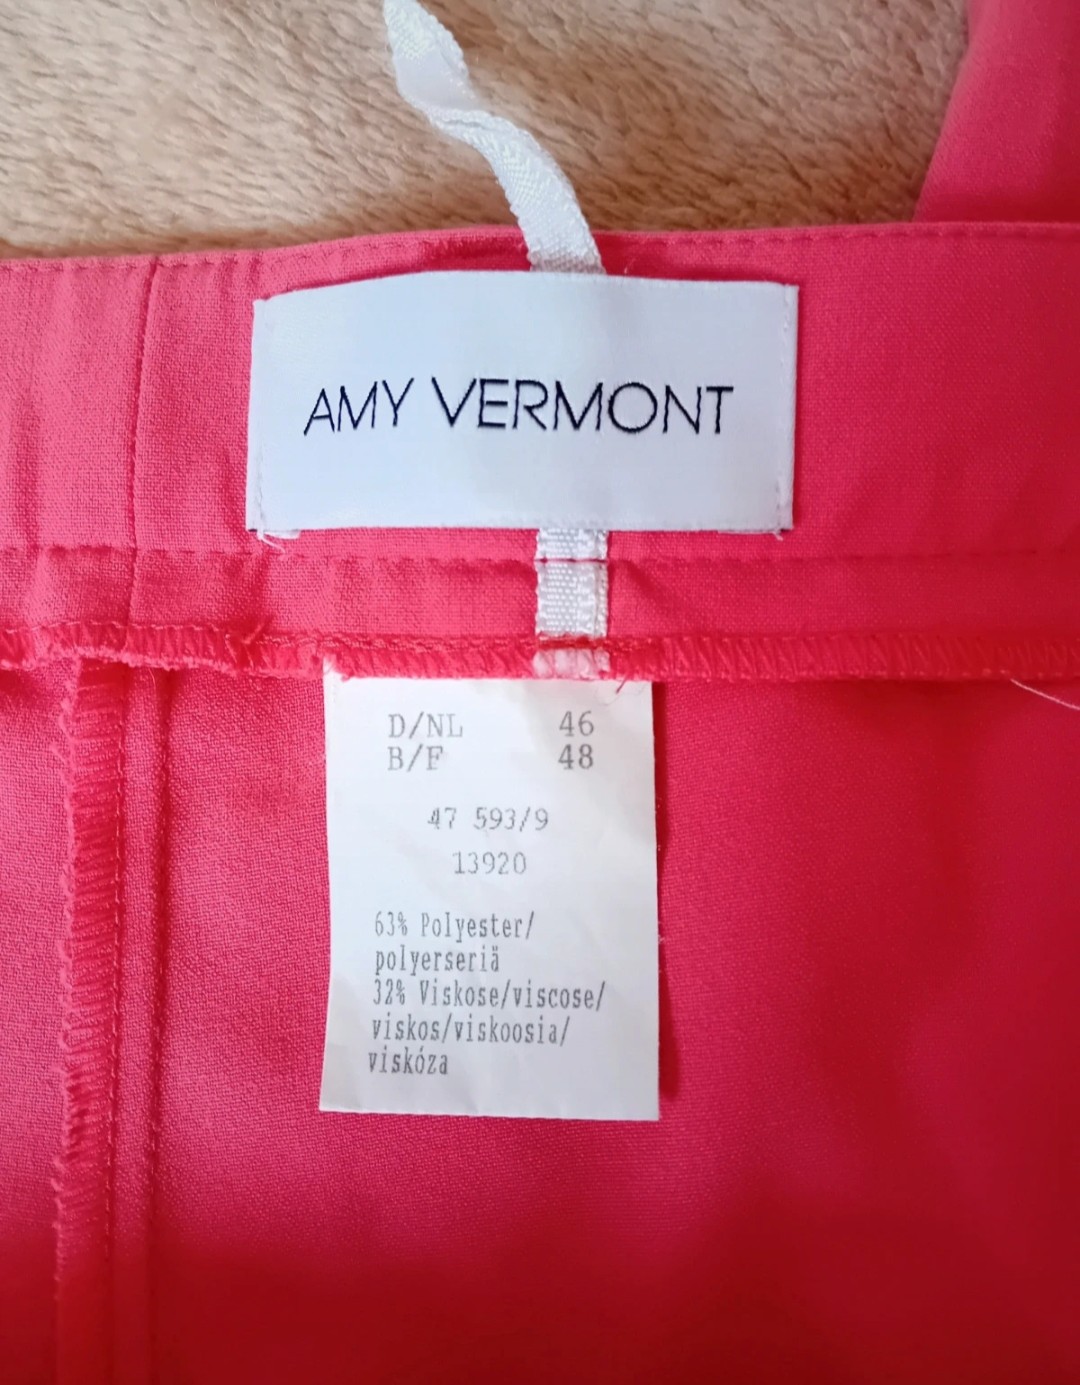 AMY VERMONT
D/NL 46
B/F 48
47 593/9
13920
63% Polyester/
polyerseriä
32% Viskose/viscose/
viskos/viskoosia/
viskóza